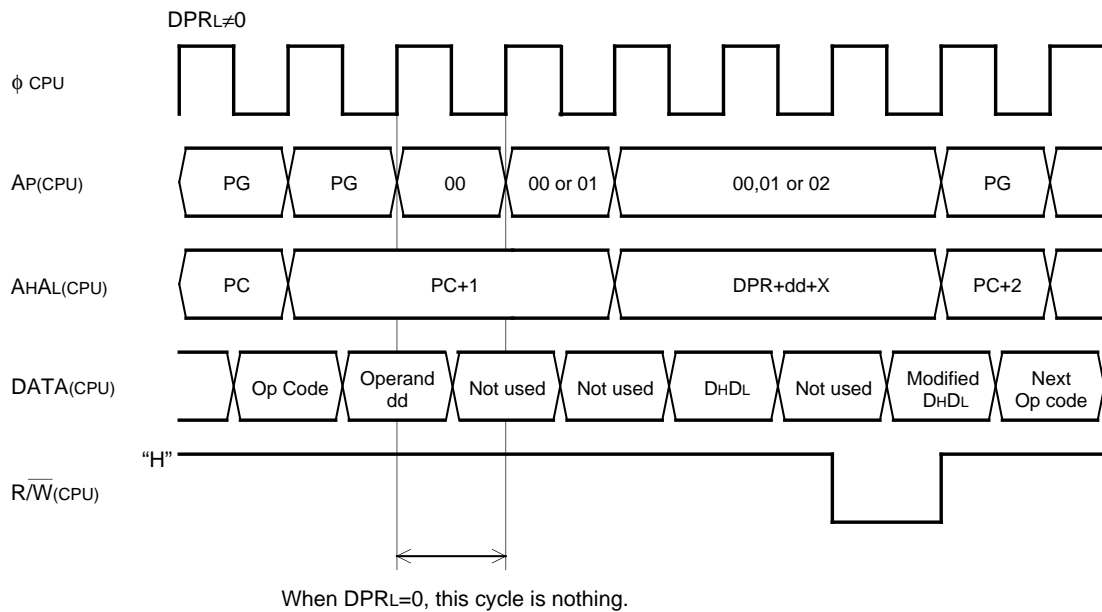 DPRL≠0
ϕ CPU
AP(CPU) PG PG 00 00 or 01 00,01 or 02 PG
AHAL(CPU) PC PC+1 DPR+dd+X PC+2
DATA(CPU) Op Code Operand dd Not used Not used DHDL Not used Modified DHDL Next Op code
“H”
R/W̅(CPU)
When DPRL=0, this cycle is nothing.